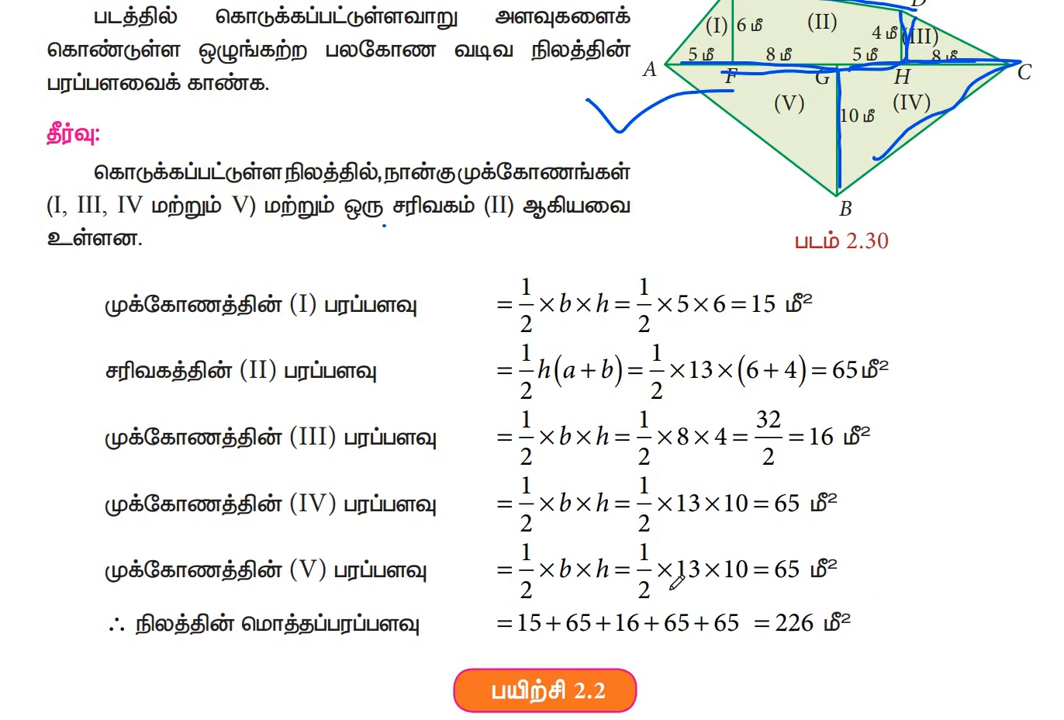 படத்தில் கொடுக்கப்பட்டுள்ளவாறு அளவுகளைக்
கொண்டுள்ள ஒழுங்கற்ற பலகோண வடிவ நிலத்தின்
பரப்பளவைக் காண்க.
தீர்வு:
கொடுக்கப்பட்டுள்ள நிலத்தில், நான்கு முக்கோணங்கள்
(I, III, IV மற்றும் V) மற்றும் ஒரு சரிவகம் (II) ஆகியவை
உள்ளன.
D
(I) 6 மீ (II) 4 மீ (III)
A 5 மீ 8 மீ 5 மீ 8 மீ C
F G H
(V) 10 மீ (IV)
B
படம் 2.30
முக்கோணத்தின் (I) பரப்பளவு = 1/2 × b × h = 1/2 × 5 × 6 = 15 மீ²
சரிவகத்தின் (II) பரப்பளவு = 1/2 h(a + b) = 1/2 × 13 × (6 + 4) = 65 மீ²
முக்கோணத்தின் (III) பரப்பளவு = 1/2 × b × h = 1/2 × 8 × 4 = 32/2 = 16 மீ²
முக்கோணத்தின் (IV) பரப்பளவு = 1/2 × b × h = 1/2 × 13 × 10 = 65 மீ²
முக்கோணத்தின் (V) பரப்பளவு = 1/2 × b × h = 1/2 × 13 × 10 = 65 மீ²
∴ நிலத்தின் மொத்தப்பரப்பளவு = 15 + 65 + 16 + 65 + 65 = 226 மீ²
பயிற்சி 2.2